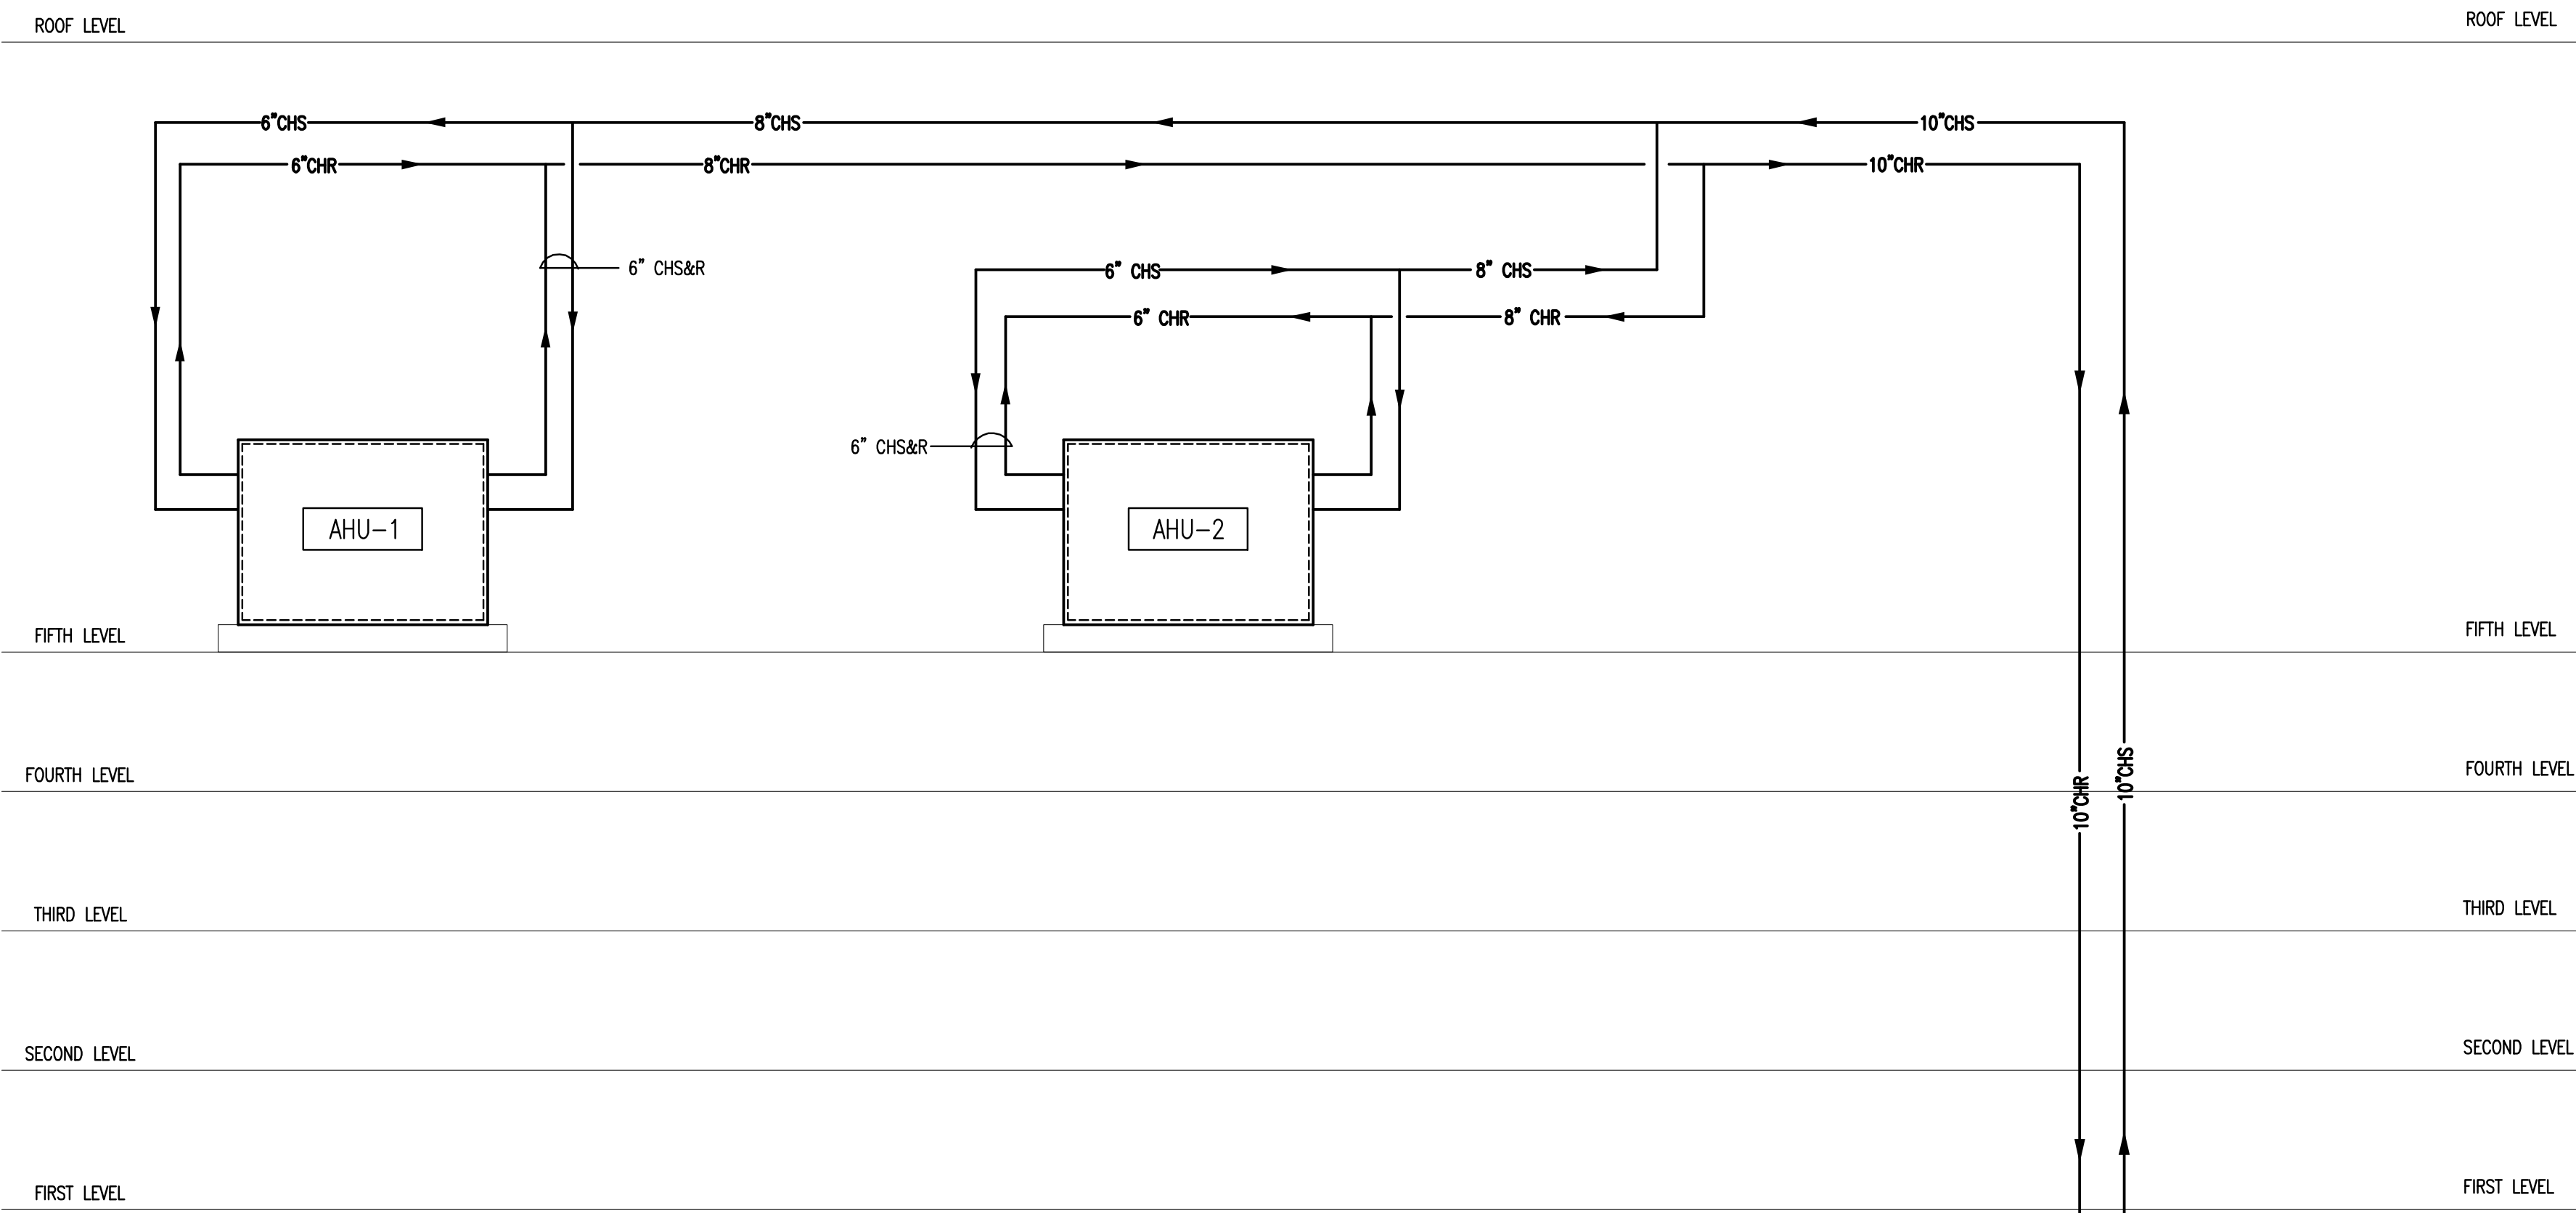 ROOF LEVEL
ROOF LEVEL
6"CHS
8"CHS
10"CHS
6"CHR
8"CHR
10"CHR
6" CHS&R
6" CHS
8" CHS
6" CHR
8" CHR
6" CHS&R
AHU-1
AHU-2
FIFTH LEVEL
FIFTH LEVEL
FOURTH LEVEL
10"CHR
10"CHS
FOURTH LEVEL
THIRD LEVEL
THIRD LEVEL
SECOND LEVEL
SECOND LEVEL
FIRST LEVEL
FIRST LEVEL